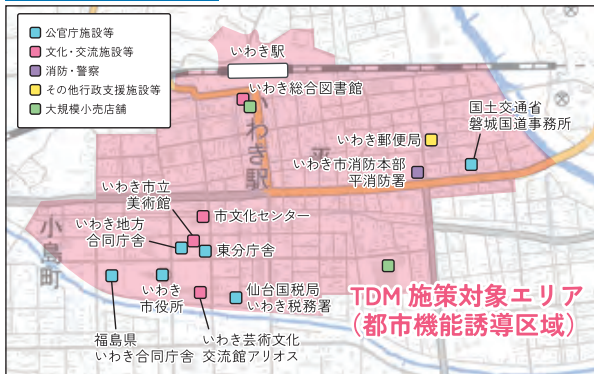 公官庁施設等
文化・交流施設等
消防・警察
その他行政支援施設等
大規模小売店舗
いわき駅
いわき総合図書館
国土交通省
磐城国道事務所
いわき郵便局
いわき市消防本部
平消防署
いわき駅
平
いわき市立
美術館
市文化センター
いわき地方
合同庁舎
東分庁舎
小島町
いわき
市役所
仙台国税局
いわき税務署
福島県
いわき合同庁舎
いわき芸術文化
交流館アリオス
TDM 施策対象エリア
(都市機能誘導区域)